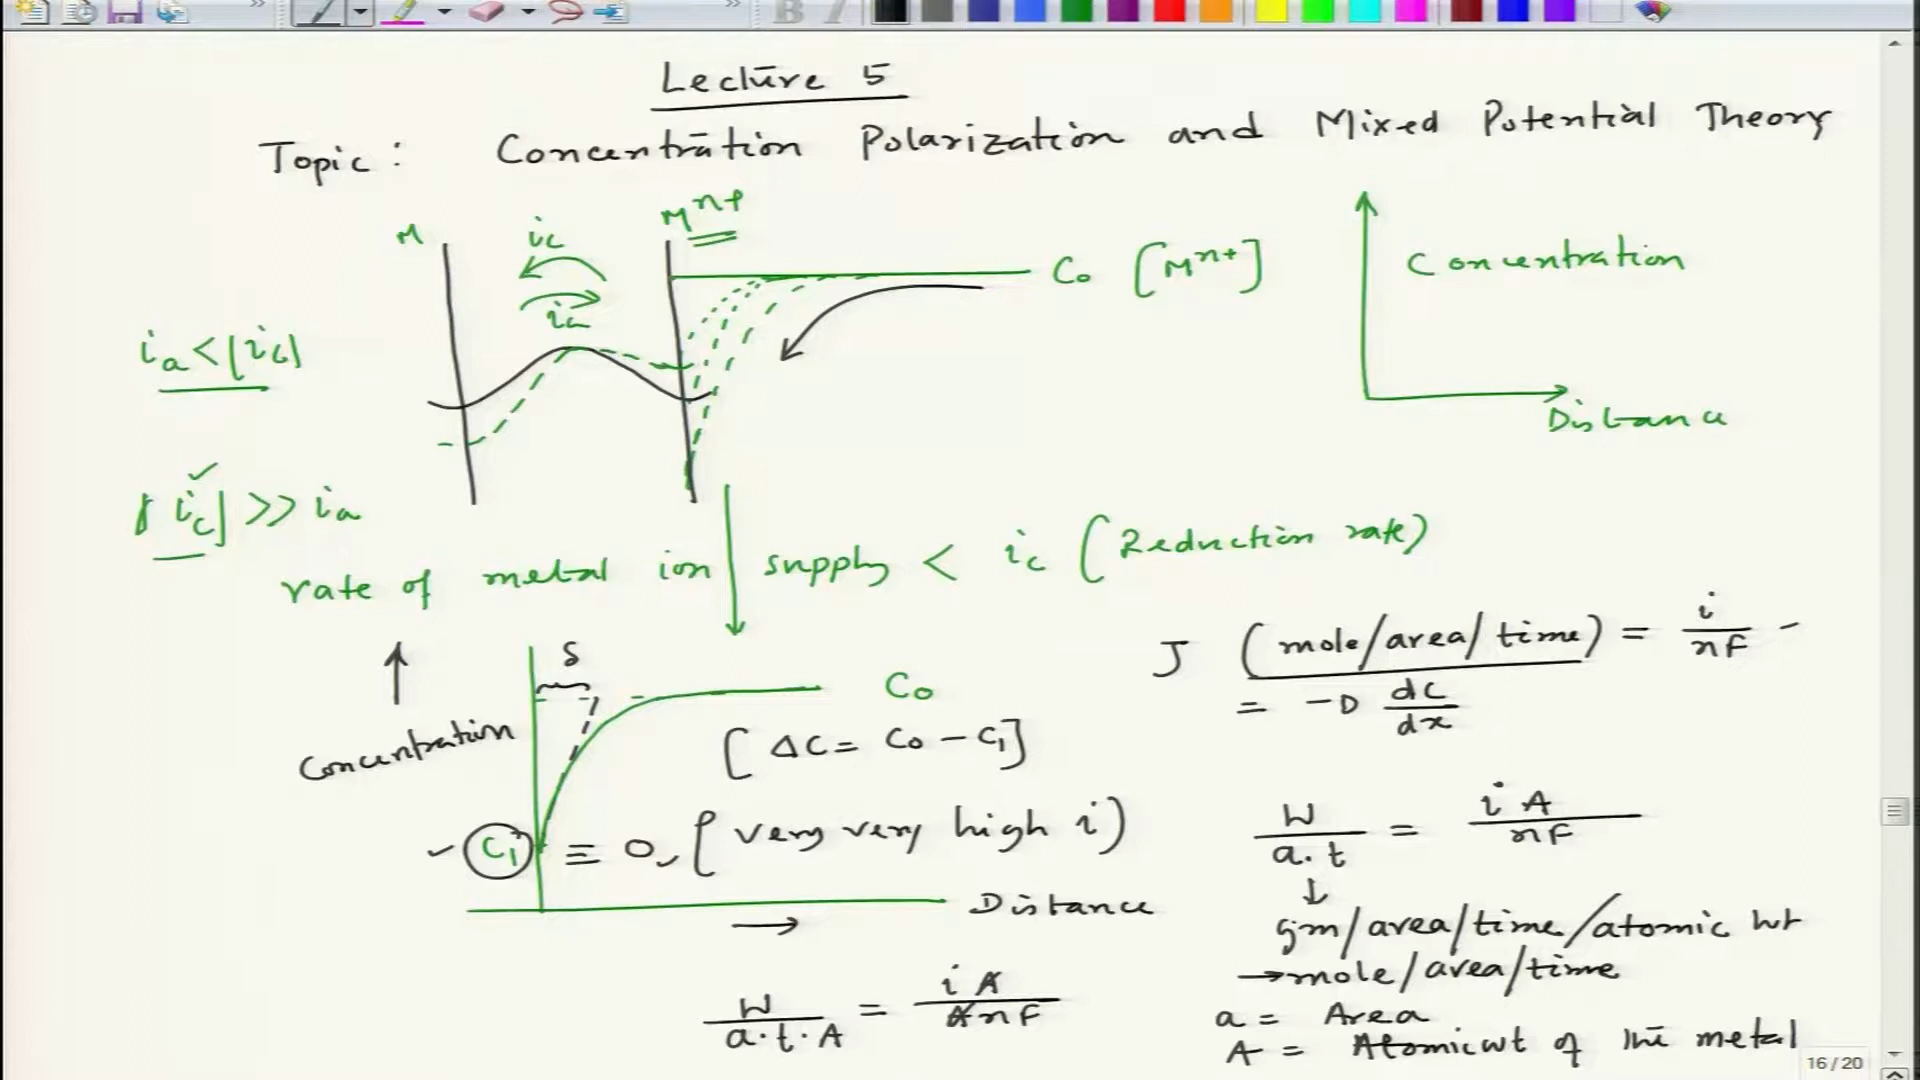 Lecture 5
Topic : Concentration Polarization and Mixed Potential Theory
M
ic
ia
M^n+
Co [M^n+]
Concentration
Distance
ia < |ic|
|ic| >> ia
rate of metal ion supply < ic (Reduction rate)
δ
Concentration
Co
[ΔC = Co - C1]
C1 ≡ 0, [very very high i)
Distance
W/a.t.A = iA/AnF
J (mole/area/time) = i/nF -
= -D dc/dx
W/a.t = iA/nF
↓
gm/area/time/atomic wt
→ mole/area/time
a = Area
A = Atomic wt of the metal
16 / 20